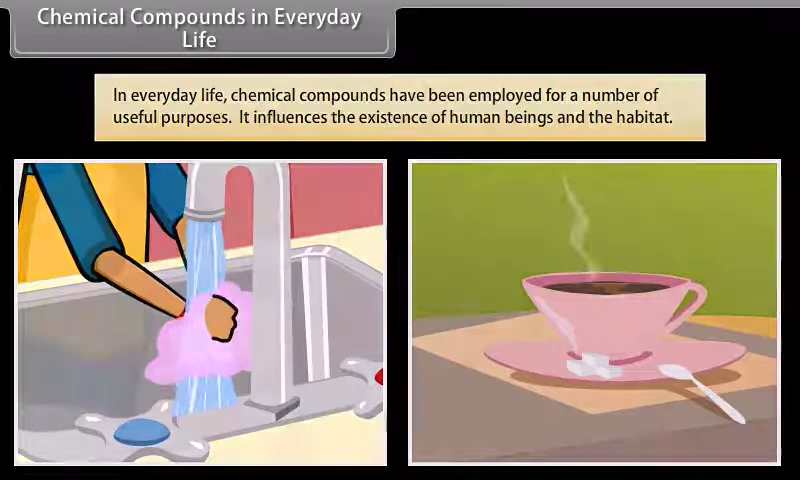 Chemical Compounds in Everyday
Life
In everyday life, chemical compounds have been employed for a number of
useful purposes.  It influences the existence of human beings and the habitat.